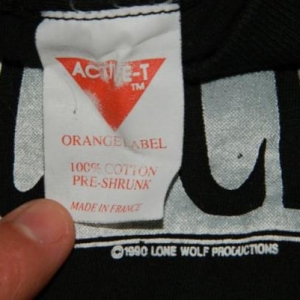 ACTIVE-T
TM
ORANGE LABEL
100% COTTON
PRE-SHRUNK
MADE IN FRANCE
©1990 LONE WOLF PRODUCTIONS